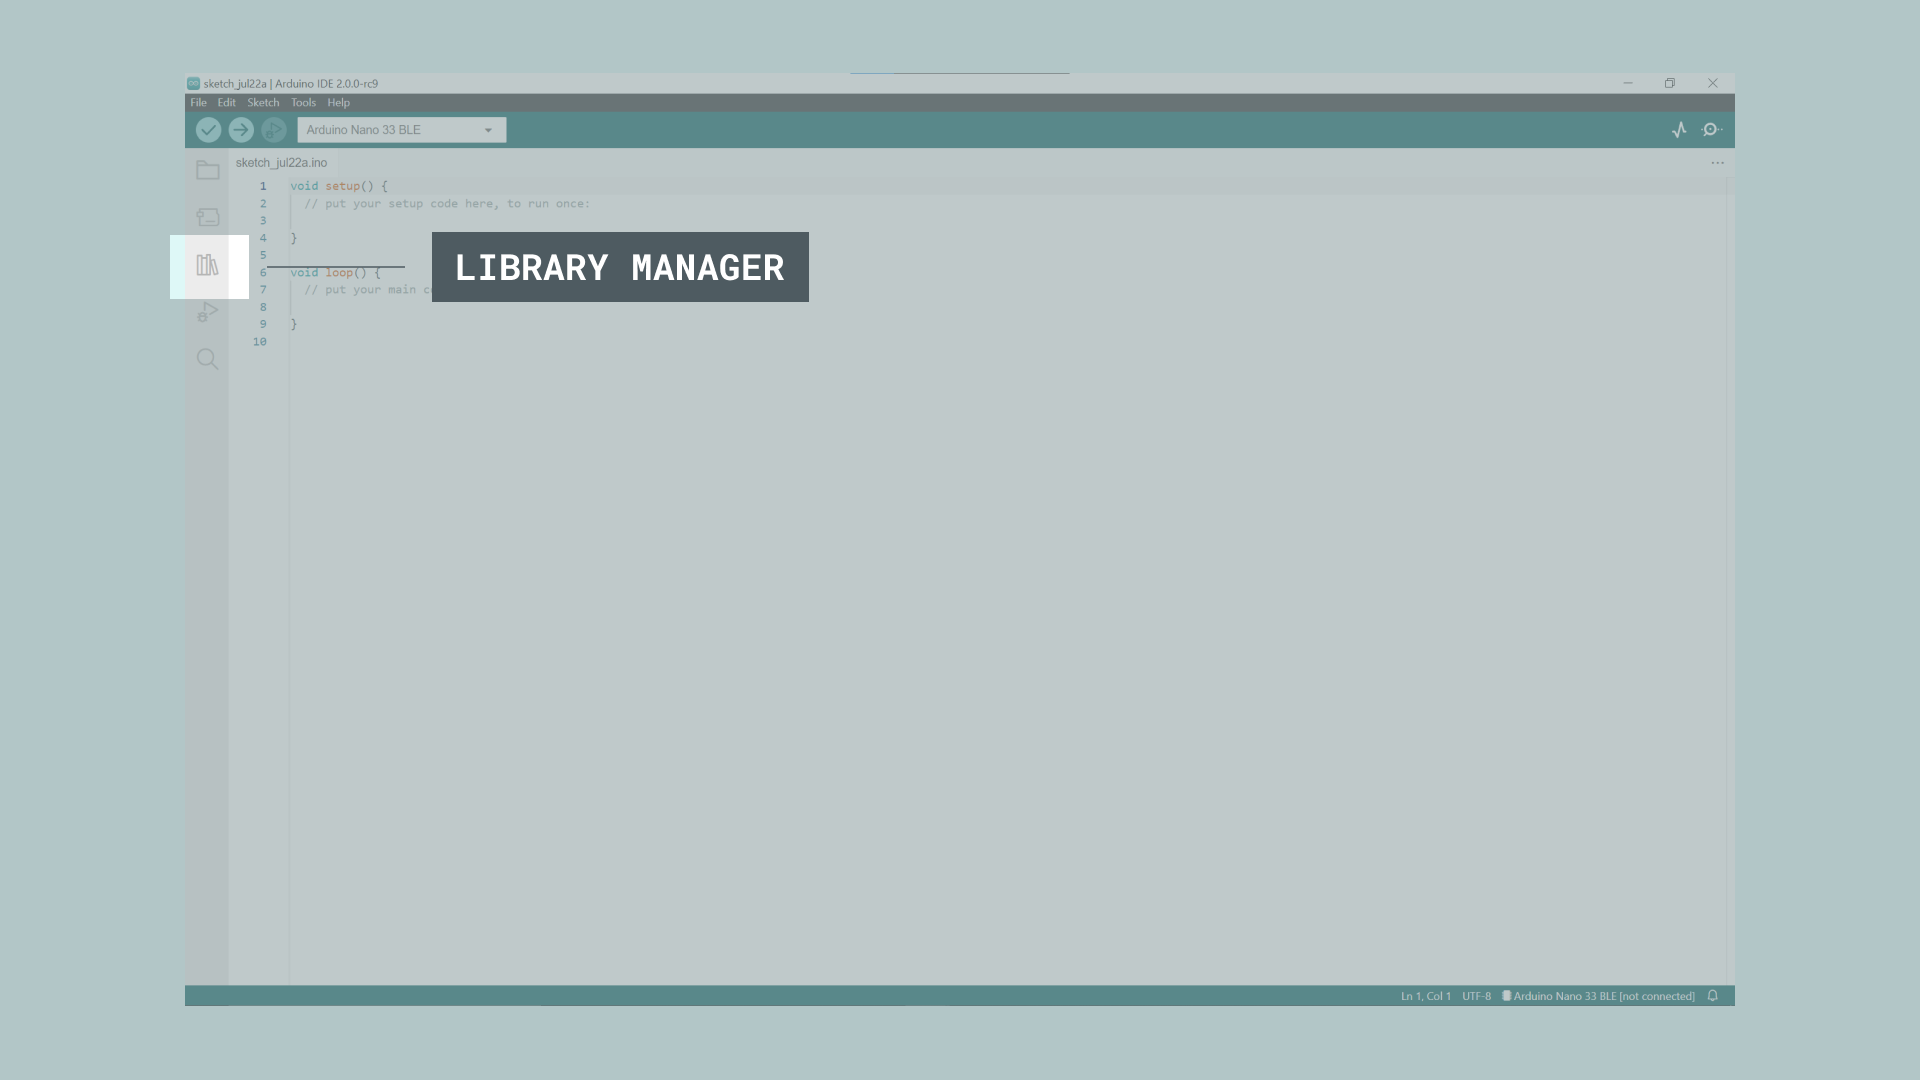 sketch_jul22a | Arduino IDE 2.0.0-rc9
File Edit Sketch Tools Help
Arduino Nano 33 BLE
sketch_jul22a.ino
1 void setup() {
2 // put your setup code here, to run once:
3
4 }
5
LIBRARY MANAGER
6 void loop() {
7 // put your main
8
9 }
10
Ln 1, Col 1 UTF-8 Arduino Nano 33 BLE [not connected]